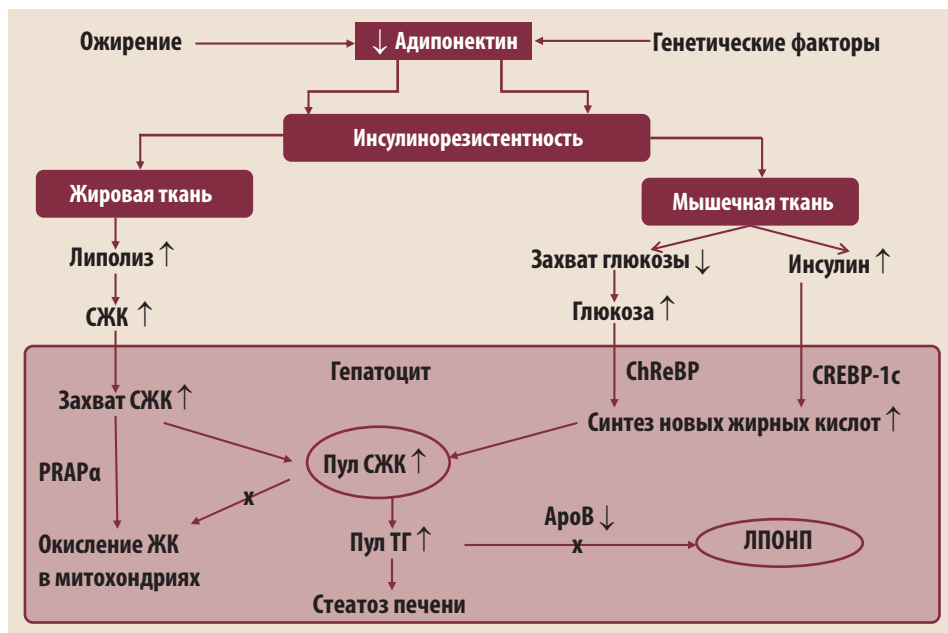 Ожирение
↓ Адипонектин
Генетические факторы
Инсулинорезистентность
Жировая ткань
Мышечная ткань
Липолиз ↑
Захват глюкозы ↓
Инсулин ↑
СЖК ↑
Глюкоза ↑
Гепатоцит
ChReBP
CREBP-1c
Захват СЖК ↑
Синтез новых жирных кислот ↑
PRAPα
Пул СЖК ↑
x
АpoB ↓
Окисление ЖК
в митохондриях
Пул ТГ ↑
x
ЛПОНП
Стеатоз печени